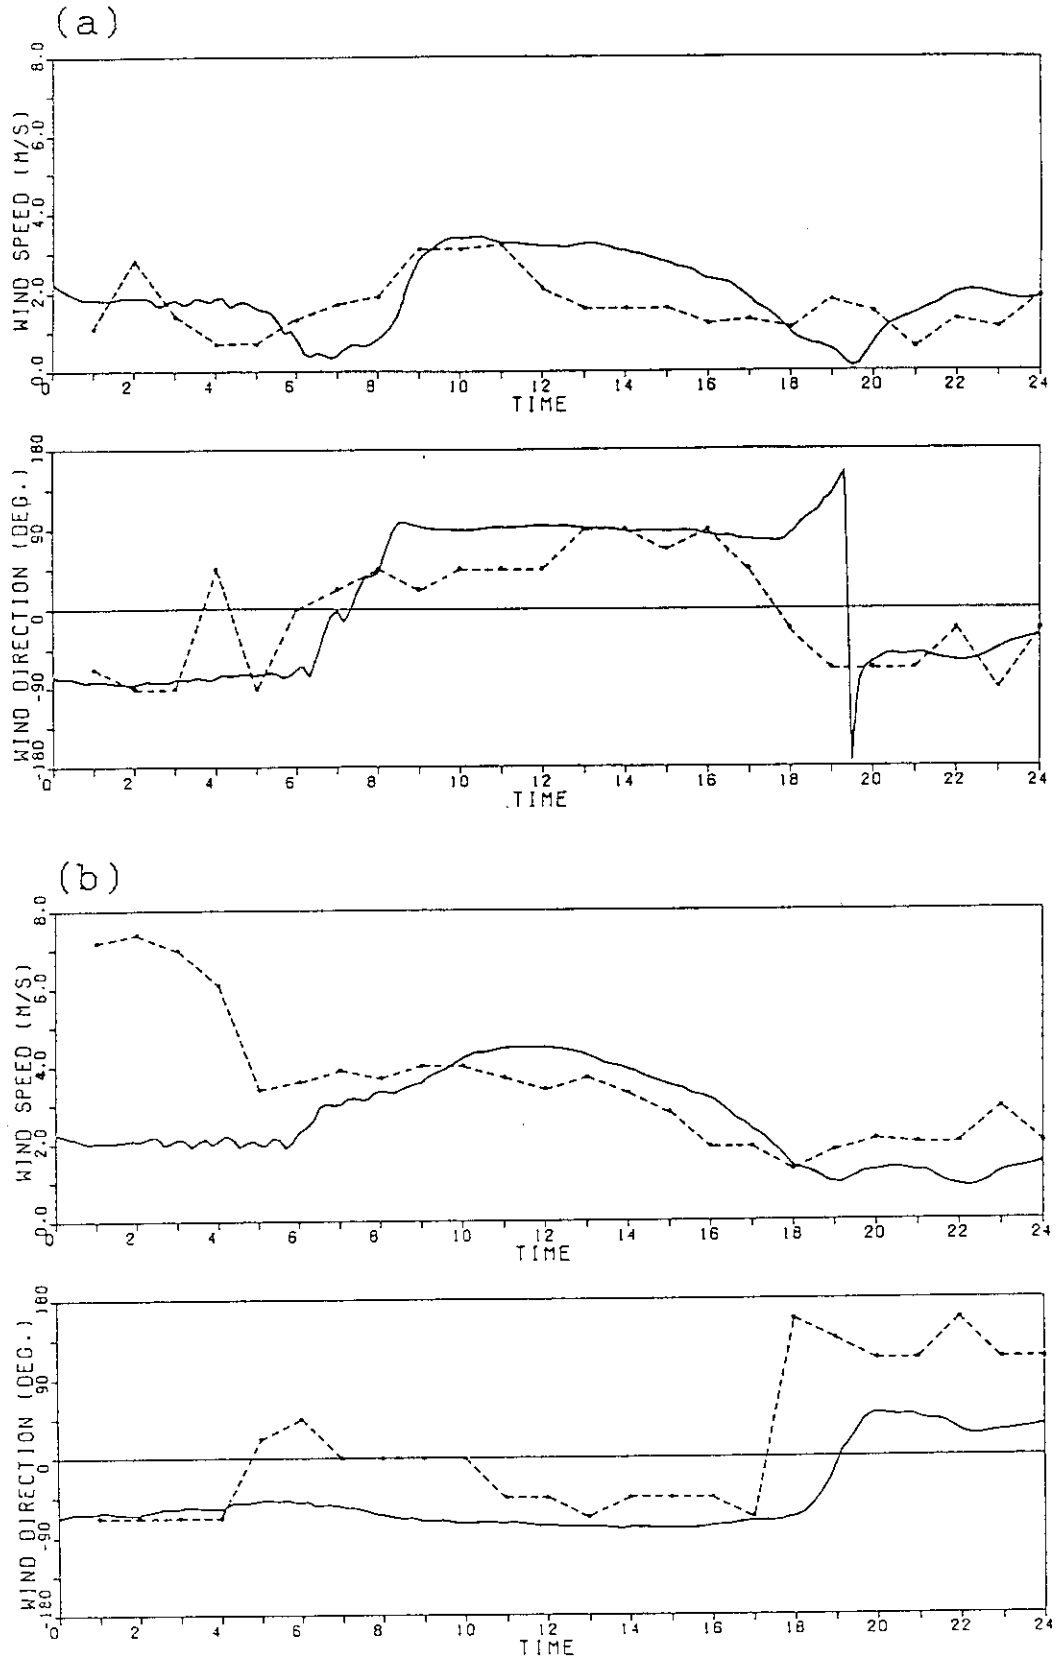 (a)
WIND SPEED (M/S)
0.0 2.0 4.0 6.0 8.0
0 2 4 6 8 10 12 14 16 18 20 22 24
TIME
WIND DIRECTION (DEG.)
-180 -90 0 90 180
0 2 4 6 8 10 12 14 16 18 20 22 24
TIME
(b)
WIND SPEED (M/S)
0.0 2.0 4.0 6.0 8.0
0 2 4 6 8 10 12 14 16 18 20 22 24
TIME
WIND DIRECTION (DEG.)
-180 -90 0 90 180
0 2 4 6 8 10 12 14 16 18 20 22 24
TIME